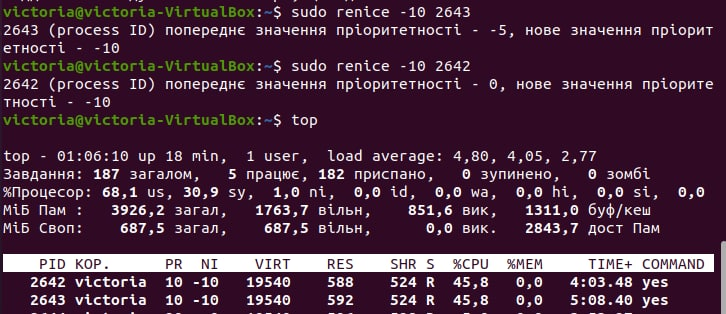 victoria@victoria-VirtualBox:~$ sudo renice -10 2643
2643 (process ID) попереднє значення пріоритетності - -5, нове значення пріорит
етності - -10
victoria@victoria-VirtualBox:~$ sudo renice -10 2642
2642 (process ID) попереднє значення пріоритетності - 0, нове значення пріорите
тності - -10
victoria@victoria-VirtualBox:~$ top
top - 01:06:10 up 18 min, 1 user, load average: 4,80, 4,05, 2,77
Завдання: 187 загалом, 5 працює, 182 приспано, 0 зупинено, 0 зомбі
%Процесор: 68,1 us, 30,9 sy, 1,0 ni, 0,0 id, 0,0 wa, 0,0 hi, 0,0 si, 0,0
МіБ Пам : 3926,2 загал, 1763,7 вільн, 851,6 вик, 1311,0 буф/кеш
МіБ Своп: 687,5 загал, 687,5 вільн, 0,0 вик. 2843,7 дост Пам
PID КОР. PR NI VIRT RES SHR S %CPU %MEM TIME+ COMMAND
2642 victoria 10 -10 19540 588 524 R 45,8 0,0 4:03.48 yes
2643 victoria 10 -10 19540 592 524 R 45,8 0,0 5:08.40 yes